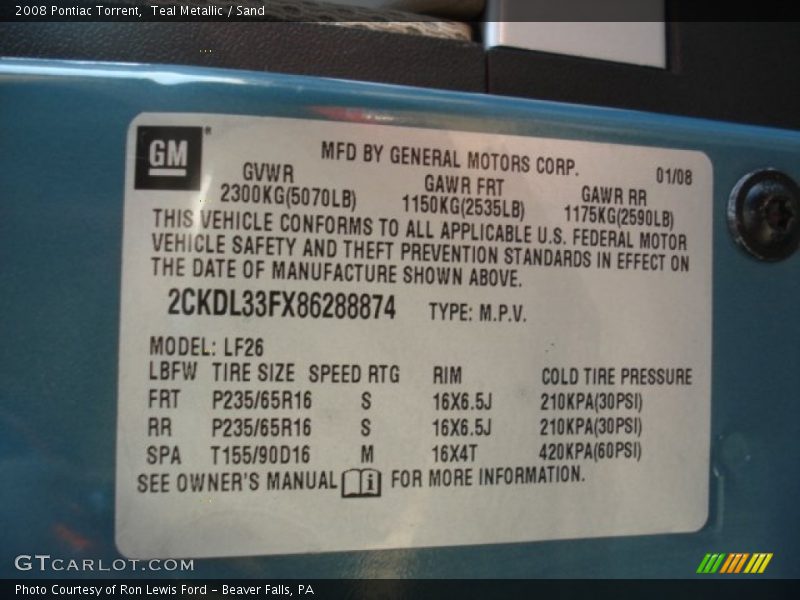 2008 Pontiac Torrent,  Teal Metallic / Sand
GM
MFD BY GENERAL MOTORS CORP. 01/08
GVWR GAWR FRT GAWR RR
2300KG(5070LB) 1150KG(2535LB) 1175KG(2590LB)
THIS VEHICLE CONFORMS TO ALL APPLICABLE U.S. FEDERAL MOTOR
VEHICLE SAFETY AND THEFT PREVENTION STANDARDS IN EFFECT ON
THE DATE OF MANUFACTURE SHOWN ABOVE.
2CKDL33FX86288874 TYPE: M.P.V.
MODEL: LF26
LBFW TIRE SIZE SPEED RTG RIM COLD TIRE PRESSURE
FRT P235/65R16 S 16X6.5J 210KPA(30PSI)
RR P235/65R16 S 16X6.5J 210KPA(30PSI)
SPA T155/90D16 M 16X4T 420KPA(60PSI)
SEE OWNER'S MANUAL i FOR MORE INFORMATION.
GTCARLOT.COM
Photo Courtesy of Ron Lewis Ford - Beaver Falls, PA